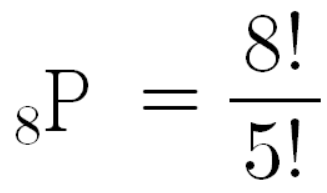 ₈P = 8!/5!